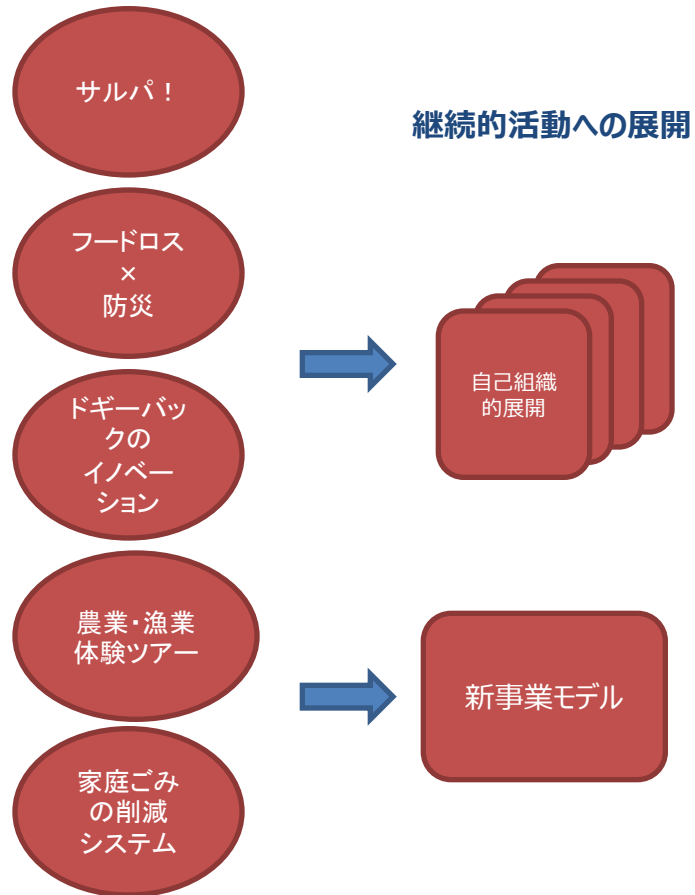 サルパ！
継続的活動への展開
フードロス
×
防災
ドギーバッ
クの
イノベー
ション
自己組織
的展開
農業・漁業
体験ツアー
新事業モデル
家庭ごみ
の削減
システム